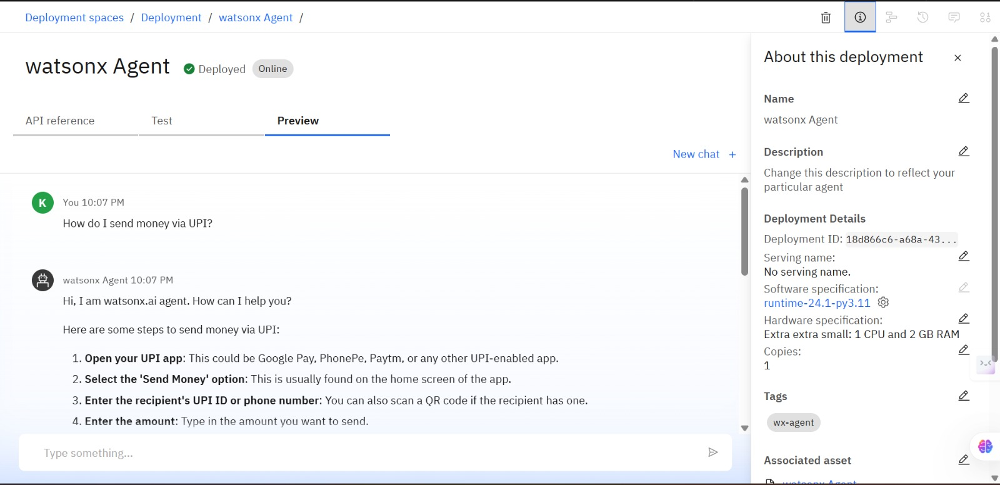 Deployment spaces / Deployment / watsonx Agent /
watsonx Agent Deployed Online
API reference Test Preview
New chat +
K
You 10:07 PM
How do I send money via UPI?
watsonx Agent 10:07 PM
Hi, I am watsonx.ai agent. How can I help you?
Here are some steps to send money via UPI:
1. Open your UPI app: This could be Google Pay, PhonePe, Paytm, or any other UPI-enabled app.
2. Select the 'Send Money' option: This is usually found on the home screen of the app.
3. Enter the recipient's UPI ID or phone number: You can also scan a QR code if the recipient has one.
4. Enter the amount: Type in the amount you want to send.
Type something...
About this deployment
Name
watsonx Agent
Description
Change this description to reflect your
particular agent
Deployment Details
Deployment ID: 18d866c6-a68a-43...
Serving name:
No serving name.
Software specification:
runtime-24.1-py3.11
Hardware specification:
Extra extra small: 1 CPU and 2 GB RAM
Copies:
1
Tags
wx-agent
Associated asset
watsonx Agent